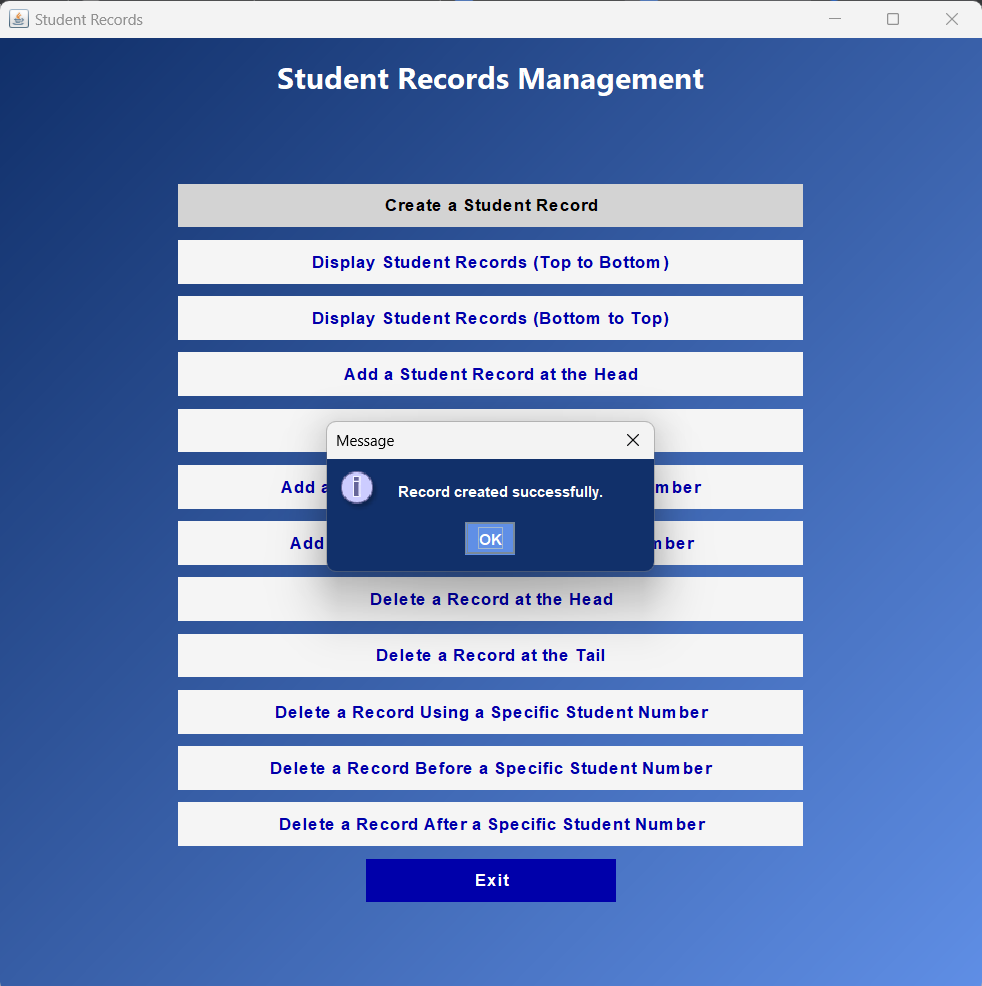 Student Records
Student Records Management
Create a Student Record
Display Student Records (Top to Bottom)
Display Student Records (Bottom to Top)
Add a Student Record at the Head
Message
Add a
Record created successfully.
OK
Add
Delete a Record at the Head
Delete a Record at the Tail
Delete a Record Using a Specific Student Number
Delete a Record Before a Specific Student Number
Delete a Record After a Specific Student Number
Exit